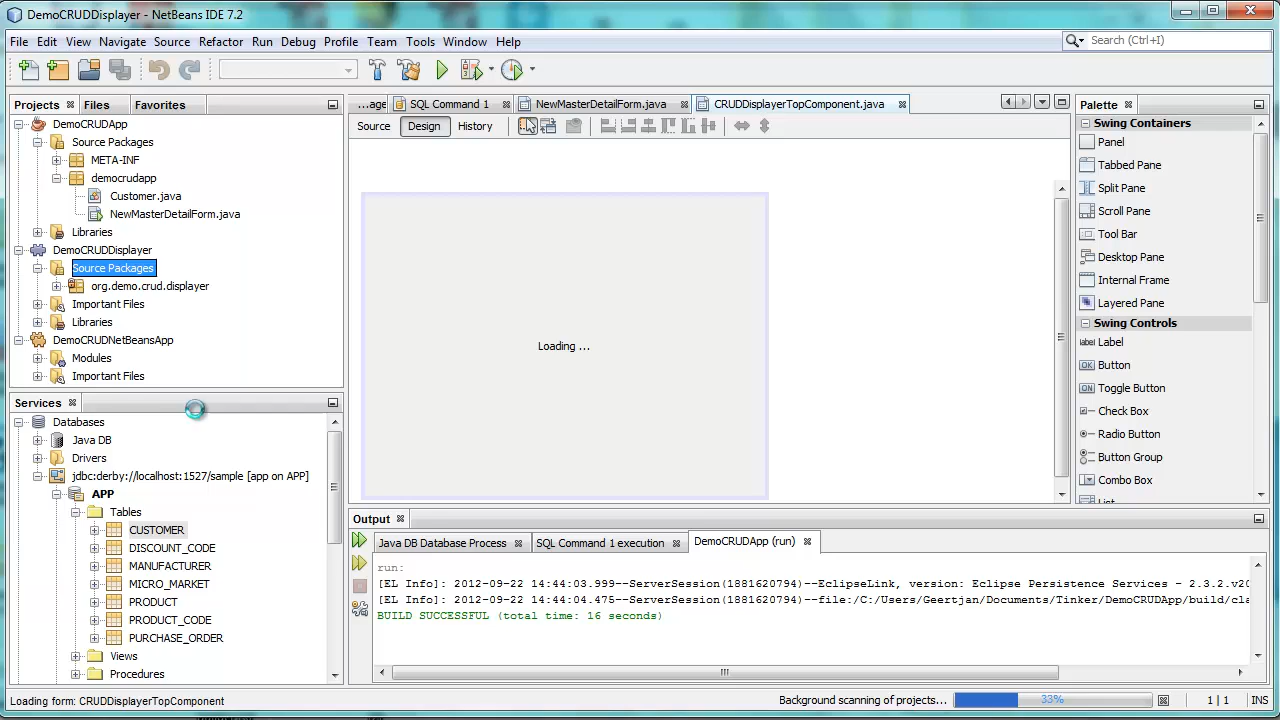 DemoCRUDDisplayer - NetBeans IDE 7.2
File Edit View Navigate Source Refactor Run Debug Profile Team Tools Window Help
Search (Ctrl+I)
Projects Files Favorites
DemoCRUDApp
Source Packages
META-INF
democrudapp
Customer.java
NewMasterDetailForm.java
Libraries
DemoCRUDDisplayer
Source Packages
org.demo.crud.displayer
Important Files
Libraries
DemoCRUDNetBeansApp
Modules
Important Files
Services
Databases
Java DB
Drivers
jdbc:derby://localhost:1527/sample [app on APP]
APP
Tables
CUSTOMER
DISCOUNT_CODE
MANUFACTURER
MICRO_MARKET
PRODUCT
PRODUCT_CODE
PURCHASE_ORDER
Views
Procedures
...age SQL Command 1 NewMasterDetailForm.java CRUDDisplayerTopComponent.java
Source Design History
Loading ...
Palette
Swing Containers
Panel
Tabbed Pane
Split Pane
Scroll Pane
Tool Bar
Desktop Pane
Internal Frame
Layered Pane
Swing Controls
label Label
OK Button
ON Toggle Button
Check Box
Radio Button
Button Group
Combo Box
List
Output
Java DB Database Process SQL Command 1 execution DemoCRUDApp (run)
run:
[EL Info]: 2012-09-22 14:44:03.999--ServerSession(1881620794)--EclipseLink, version: Eclipse Persistence Services - 2.3.2.v20
[EL Info]: 2012-09-22 14:44:04.475--ServerSession(1881620794)--file:/C:/Users/Geertjan/Documents/Tinker/DemoCRUDApp/build/cla
BUILD SUCCESSFUL (total time: 16 seconds)
Loading form: CRUDDisplayerTopComponent
Background scanning of projects... 33% 1 | 1 INS